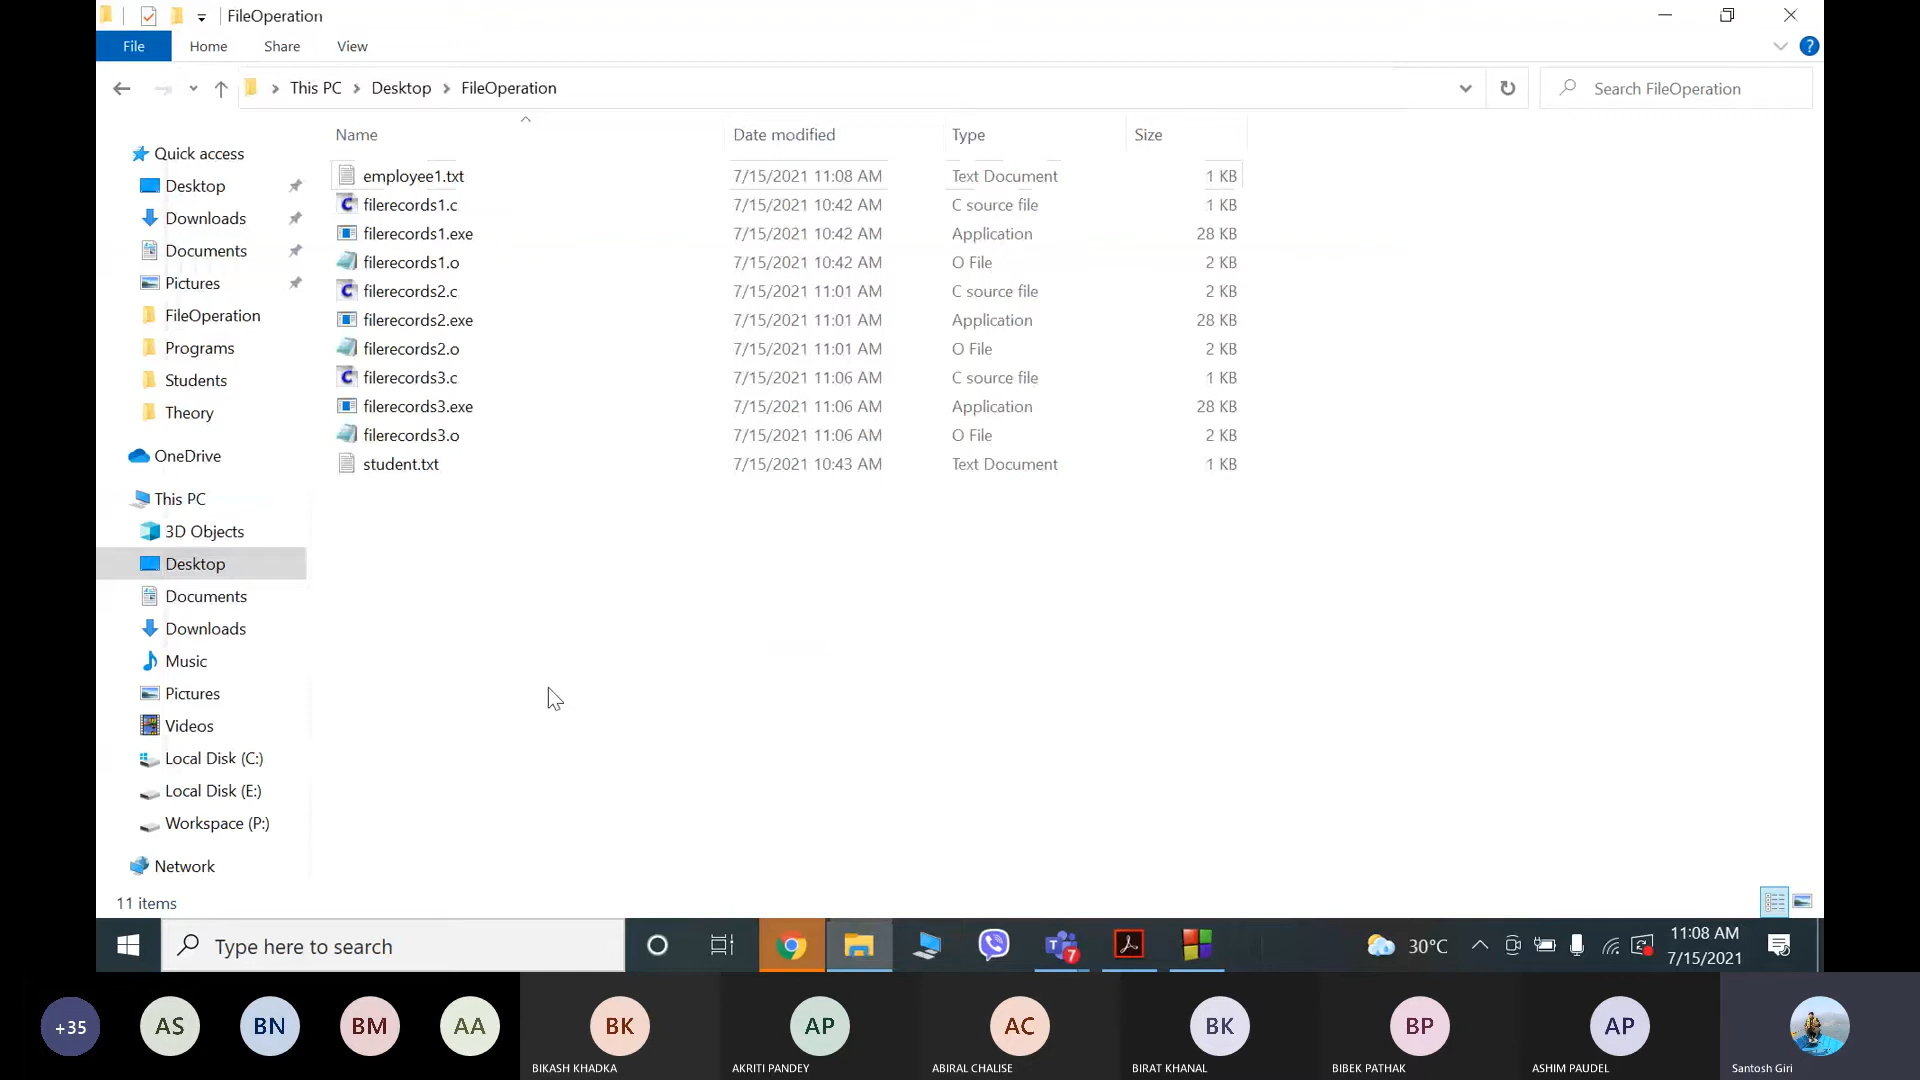 FileOperation
File Home Share View
This PC Desktop FileOperation
Search FileOperation
Name Date modified Type Size
Quick access
Desktop
Downloads
Documents
Pictures
FileOperation
Programs
Students
Theory
OneDrive
This PC
3D Objects
Desktop
Documents
Downloads
Music
Pictures
Videos
Local Disk (C:)
Local Disk (E:)
Workspace (P:)
Network
employee1.txt 7/15/2021 11:08 AM Text Document 1 KB
filerecords1.c 7/15/2021 10:42 AM C source file 1 KB
filerecords1.exe 7/15/2021 10:42 AM Application 28 KB
filerecords1.o 7/15/2021 10:42 AM O File 2 KB
filerecords2.c 7/15/2021 11:01 AM C source file 2 KB
filerecords2.exe 7/15/2021 11:01 AM Application 28 KB
filerecords2.o 7/15/2021 11:01 AM O File 2 KB
filerecords3.c 7/15/2021 11:06 AM C source file 1 KB
filerecords3.exe 7/15/2021 11:06 AM Application 28 KB
filerecords3.o 7/15/2021 11:06 AM O File 2 KB
student.txt 7/15/2021 10:43 AM Text Document 1 KB
11 items
Type here to search
7
30°C
11:08 AM
7/15/2021
+35 AS BN BM AA BK AP AC BK BP AP
BIKASH KHADKA AKRITI PANDEY ABIRAL CHALISE BIRAT KHANAL BIBEK PATHAK ASHIM PAUDEL Santosh Giri